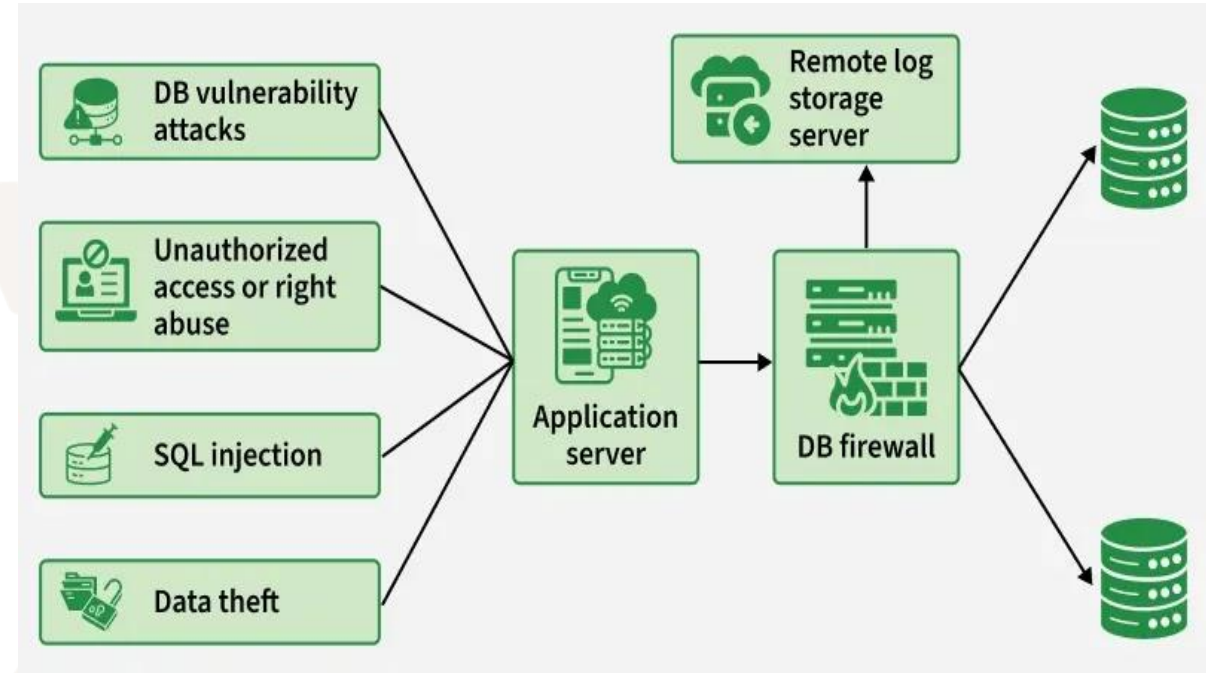 DB vulnerability
attacks
Unauthorized
access or right
abuse
SQL injection
Data theft
Application
server
Remote log
storage
server
DB firewall